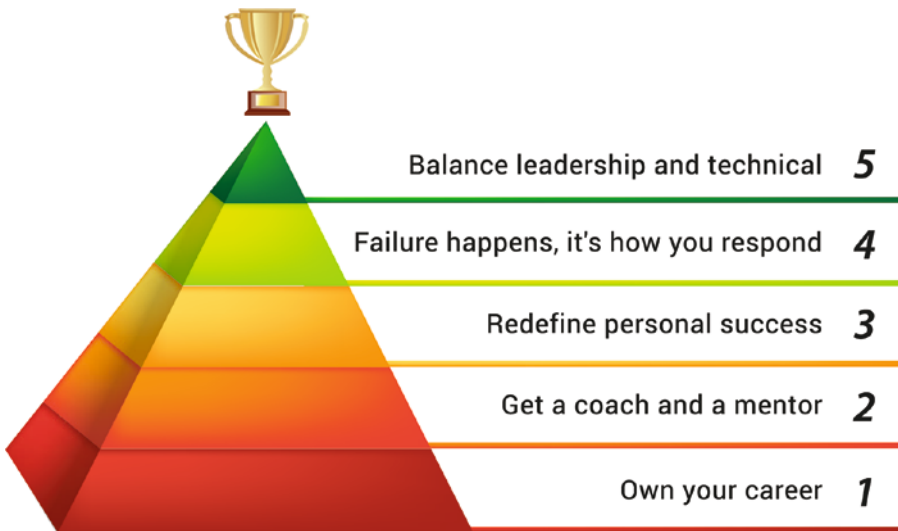 Balance leadership and technical 5
Failure happens, it's how you respond 4
Redefine personal success 3
Get a coach and a mentor 2
Own your career 1